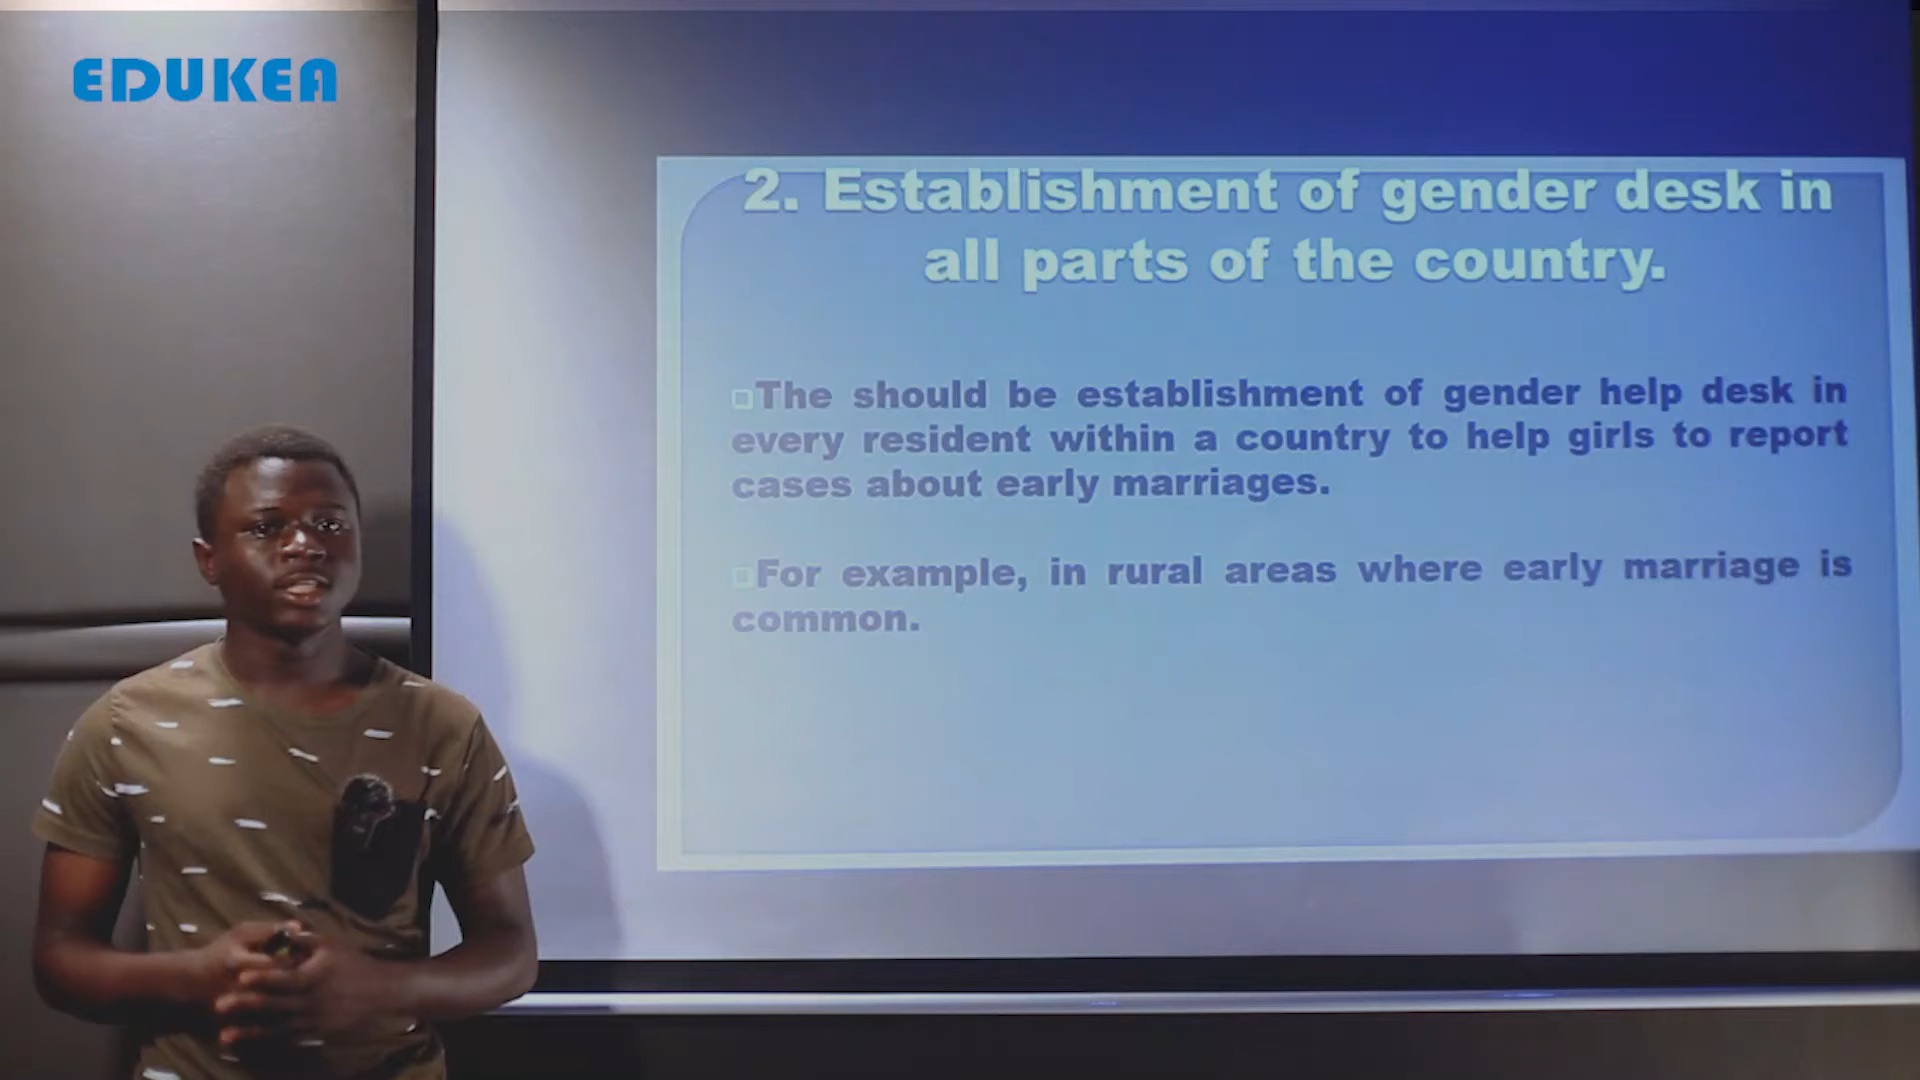 EDUKEA
2. Establishment of gender desk in
all parts of the country.
The should be establishment of gender help desk in
every resident within a country to help girls to report
cases about early marriages.
For example, in rural areas where early marriage is
common.